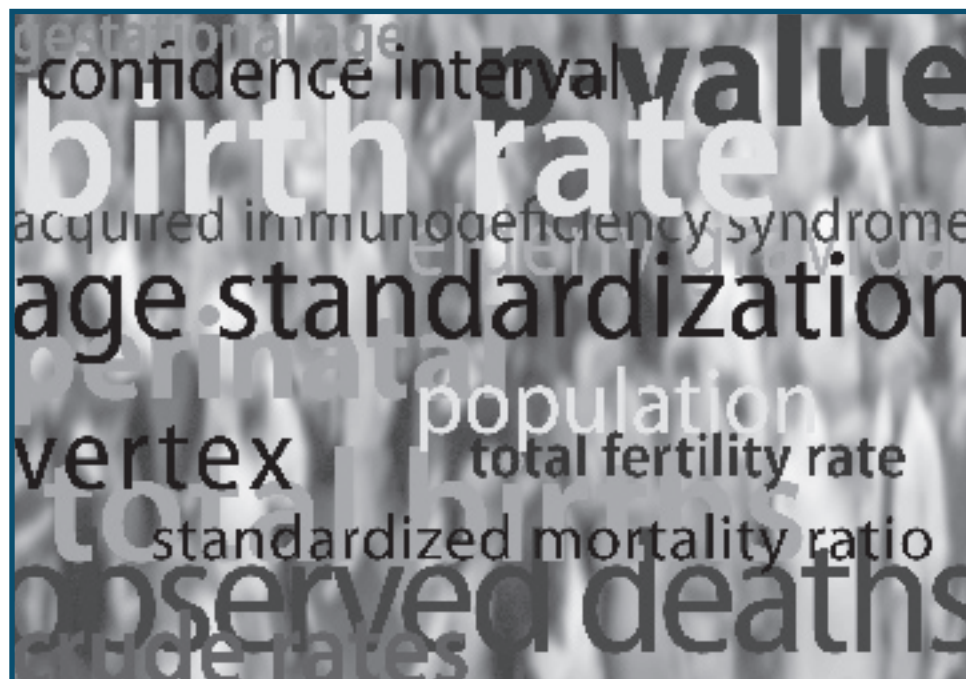 gestational age
confidence interval
p value
birth rate
acquired immunodeficiency syndrome
elderly gravida
age standardization
perinatal
population
vertex
total fertility rate
total births
standardized mortality ratio
observed deaths
crude rates